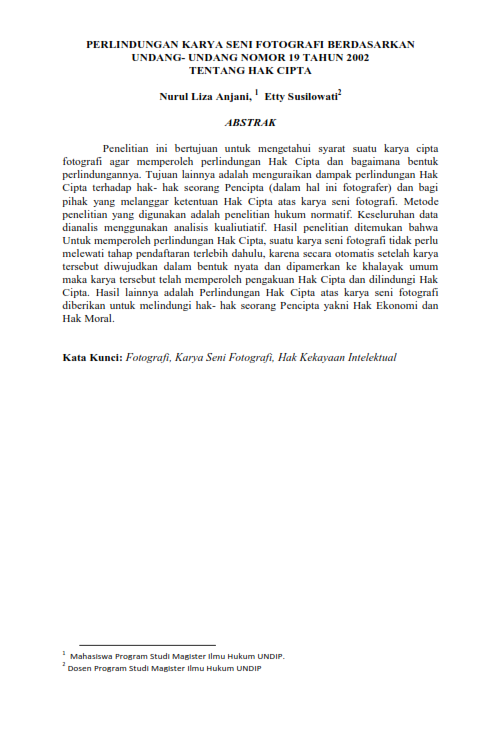 PERLINDUNGAN KARYA SENI FOTOGRAFI BERDASARKAN
UNDANG- UNDANG NOMOR 19 TAHUN 2002
TENTANG HAK CIPTA
Nurul Liza Anjani, 1 Etty Susilowati2
ABSTRAK
Penelitian ini bertujuan untuk mengetahui syarat suatu karya cipta
fotografi agar memperoleh perlindungan Hak Cipta dan bagaimana bentuk
perlindungannya. Tujuan lainnya adalah menguraikan dampak perlindungan Hak
Cipta terhadap hak- hak seorang Pencipta (dalam hal ini fotografer) dan bagi
pihak yang melanggar ketentuan Hak Cipta atas karya seni fotografi. Metode
penelitian yang digunakan adalah penelitian hukum normatif. Keseluruhan data
dianalis menggunakan analisis kualiutiatif. Hasil penelitian ditemukan bahwa
Untuk memperoleh perlindungan Hak Cipta, suatu karya seni fotografi tidak perlu
melewati tahap pendaftaran terlebih dahulu, karena secara otomatis setelah karya
tersebut diwujudkan dalam bentuk nyata dan dipamerkan ke khalayak umum
maka karya tersebut telah memperoleh pengakuan Hak Cipta dan dilindungi Hak
Cipta. Hasil lainnya adalah Perlindungan Hak Cipta atas karya seni fotografi
diberikan untuk melindungi hak- hak seorang Pencipta yakni Hak Ekonomi dan
Hak Moral.
Kata Kunci: Fotografi, Karya Seni Fotografi, Hak Kekayaan Intelektual
1 Mahasiswa Program Studi Magister Ilmu Hukum UNDIP.
2 Dosen Program Studi Magister Ilmu Hukum UNDIP